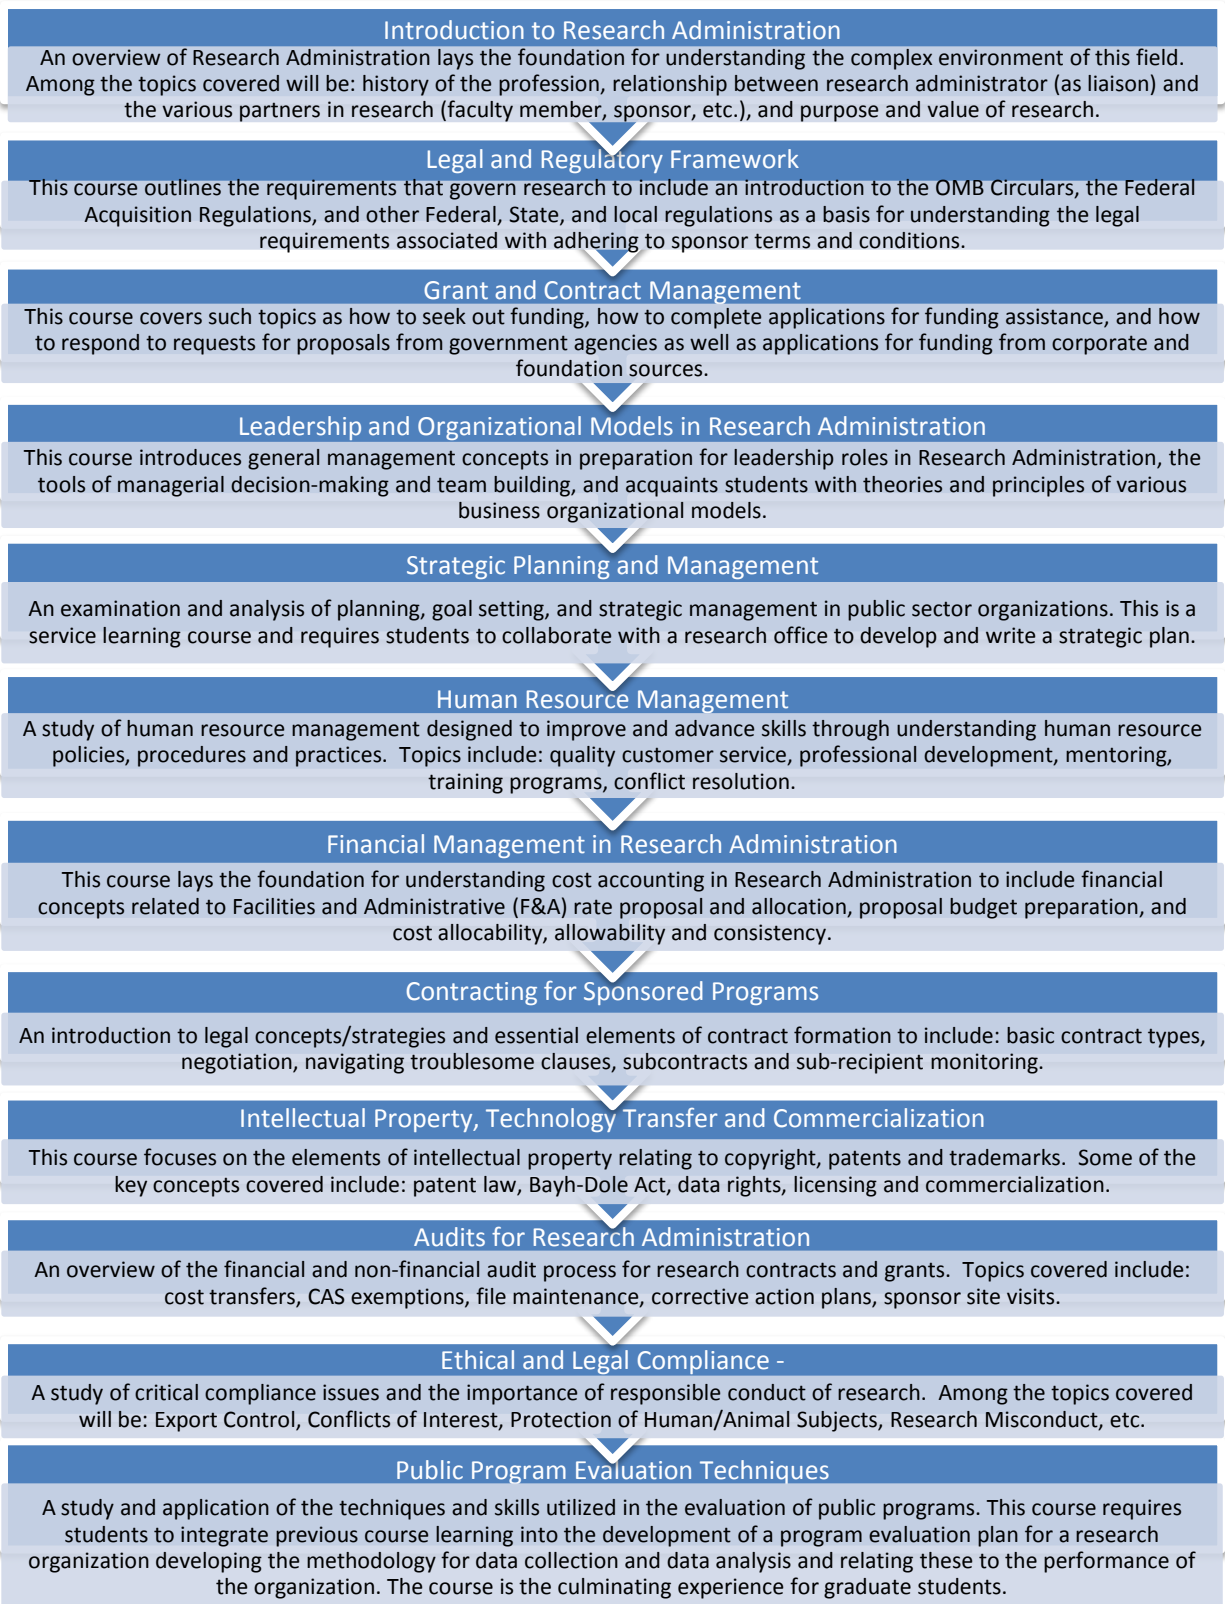 Introduction to Research Administration
An overview of Research Administration lays the foundation for understanding the complex environment of this field.
Among the topics covered will be: history of the profession, relationship between research administrator (as liaison) and
the various partners in research (faculty member, sponsor, etc.), and purpose and value of research.
Legal and Regulatory Framework
This course outlines the requirements that govern research to include an introduction to the OMB Circulars, the Federal
Acquisition Regulations, and other Federal, State, and local regulations as a basis for understanding the legal
requirements associated with adhering to sponsor terms and conditions.
Grant and Contract Management
This course covers such topics as how to seek out funding, how to complete applications for funding assistance, and how
to respond to requests for proposals from government agencies as well as applications for funding from corporate and
foundation sources.
Leadership and Organizational Models in Research Administration
This course introduces general management concepts in preparation for leadership roles in Research Administration, the
tools of managerial decision-making and team building, and acquaints students with theories and principles of various
business organizational models.
Strategic Planning and Management
An examination and analysis of planning, goal setting, and strategic management in public sector organizations. This is a
service learning course and requires students to collaborate with a research office to develop and write a strategic plan.
Human Resource Management
A study of human resource management designed to improve and advance skills through understanding human resource
policies, procedures and practices.  Topics include: quality customer service, professional development, mentoring,
training programs, conflict resolution.
Financial Management in Research Administration
This course lays the foundation for understanding cost accounting in Research Administration to include financial
concepts related to Facilities and Administrative (F&A) rate proposal and allocation, proposal budget preparation, and
cost allocability, allowability and consistency.
Contracting for Sponsored Programs
An introduction to legal concepts/strategies and essential elements of contract formation to include: basic contract types,
negotiation, navigating troublesome clauses, subcontracts and sub-recipient monitoring.
Intellectual Property, Technology Transfer and Commercialization
This course focuses on the elements of intellectual property relating to copyright, patents and trademarks.  Some of the
key concepts covered include: patent law, Bayh-Dole Act, data rights, licensing and commercialization.
Audits for Research Administration
An overview of the financial and non-financial audit process for research contracts and grants.  Topics covered include:
cost transfers, CAS exemptions, file maintenance, corrective action plans, sponsor site visits.
Ethical and Legal Compliance -
A study of critical compliance issues and the importance of responsible conduct of research.  Among the topics covered
will be: Export Control, Conflicts of Interest, Protection of Human/Animal Subjects, Research Misconduct, etc.
Public Program Evaluation Techniques
A study and application of the techniques and skills utilized in the evaluation of public programs. This course requires
students to integrate previous course learning into the development of a program evaluation plan for a research
organization developing the methodology for data collection and data analysis and relating these to the performance of
the organization. The course is the culminating experience for graduate students.